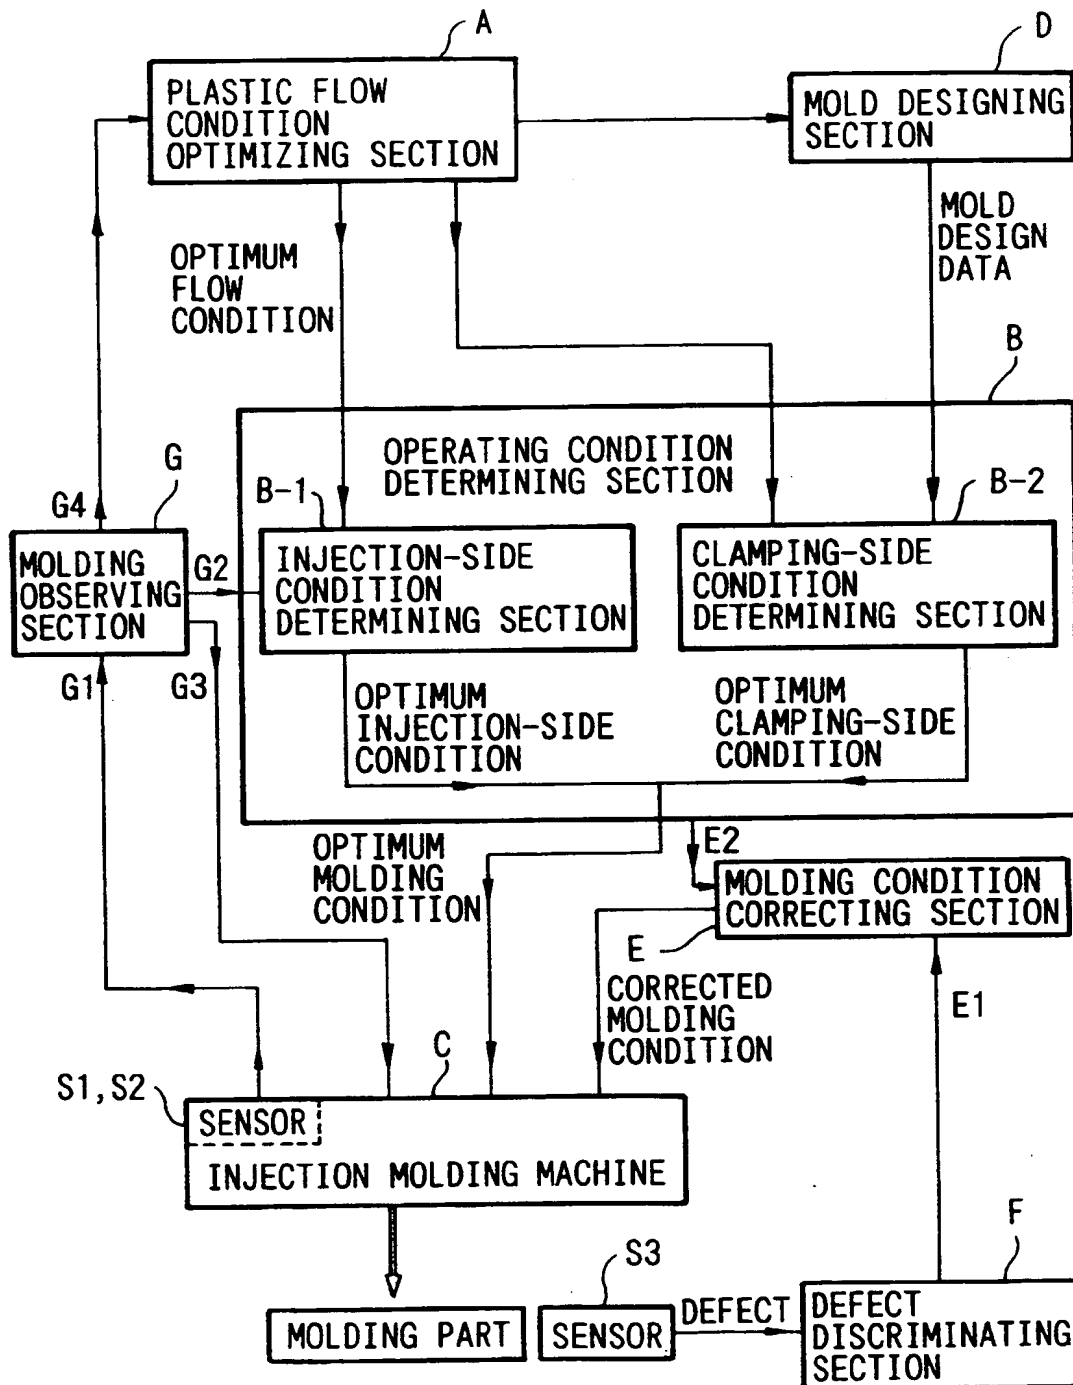 A
D
PLASTIC FLOW
CONDITION
OPTIMIZING SECTION
MOLD DESIGNING
SECTION
OPTIMUM
FLOW
CONDITION
MOLD
DESIGN
DATA
B
OPERATING CONDITION
DETERMINING SECTION
G
B-1
B-2
G4
MOLDING
OBSERVING
SECTION
G2
INJECTION-SIDE
CONDITION
DETERMINING SECTION
CLAMPING-SIDE
CONDITION
DETERMINING SECTION
G1
G3
OPTIMUM
INJECTION-SIDE
CONDITION
OPTIMUM
CLAMPING-SIDE
CONDITION
OPTIMUM
MOLDING
CONDITION
E2
MOLDING CONDITION
CORRECTING SECTION
E
CORRECTED
MOLDING
CONDITION
E1
C
S1,S2
SENSOR
INJECTION MOLDING MACHINE
S3
F
MOLDING PART
SENSOR
DEFECT
DEFECT
DISCRIMINATING
SECTION